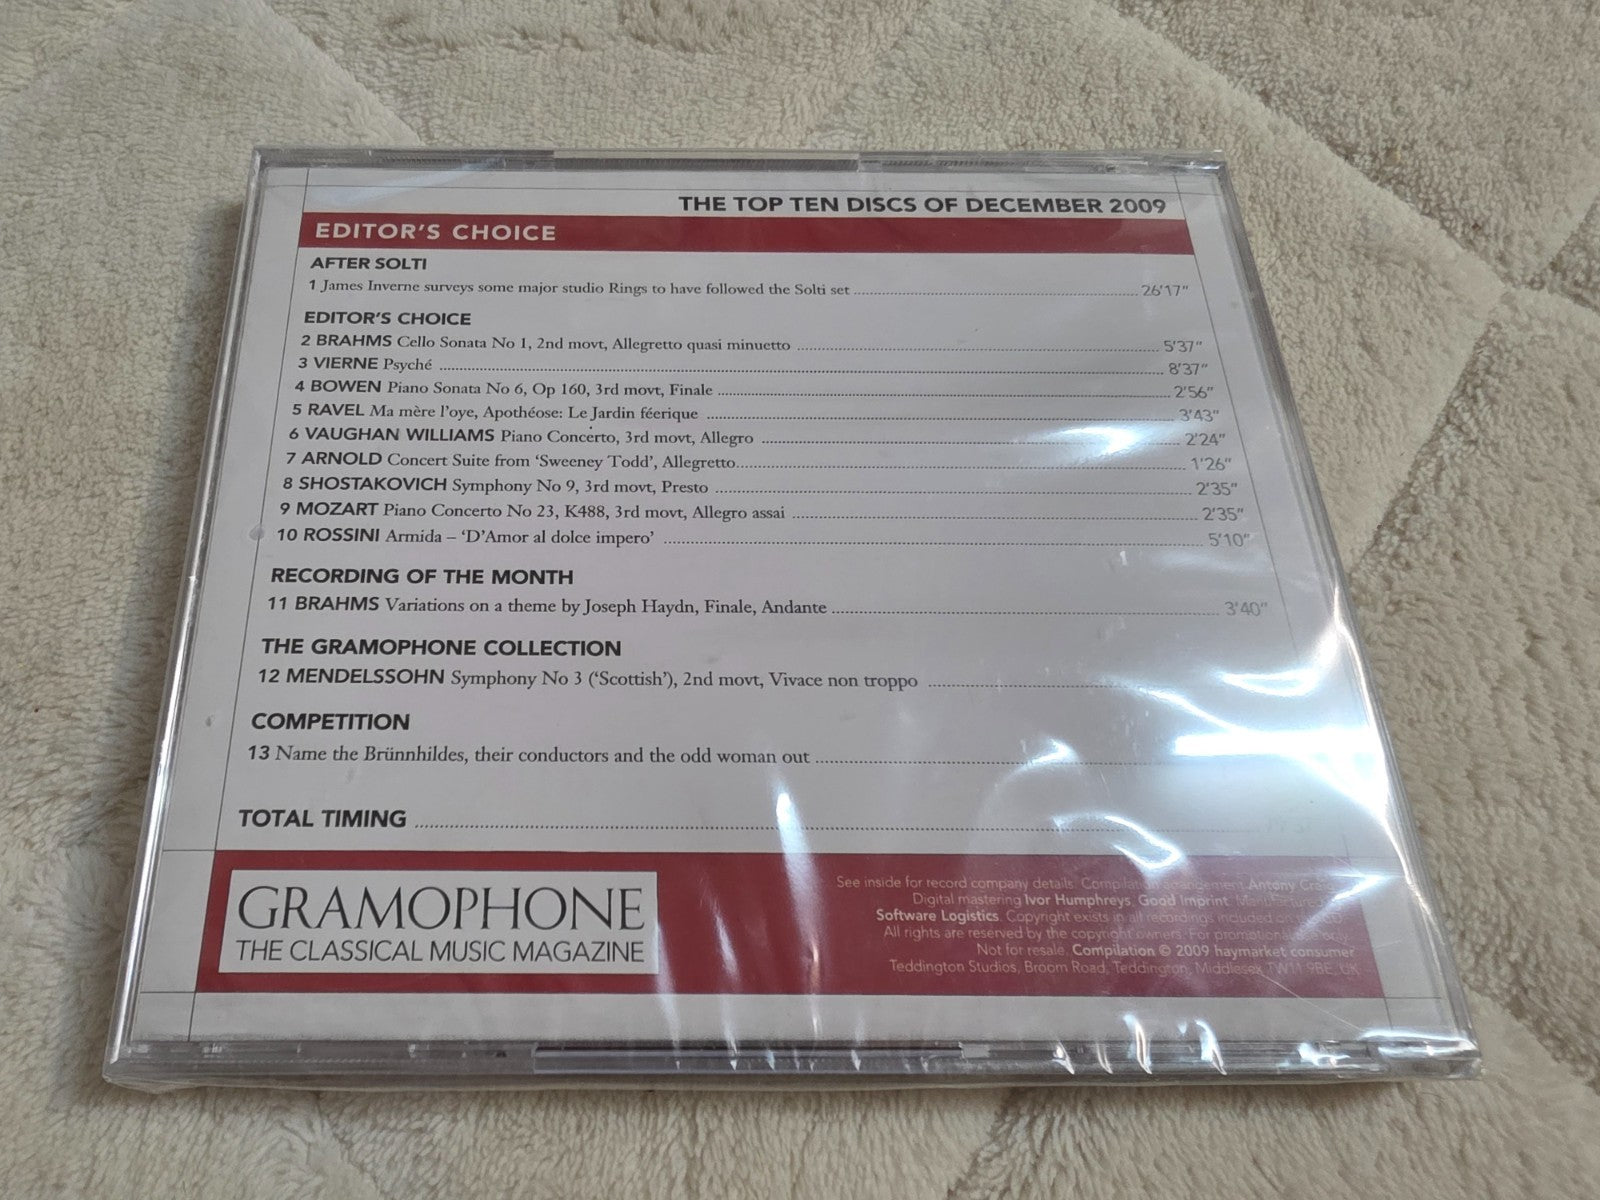 THE TOP TEN DISCS OF DECEMBER 2009
EDITOR'S CHOICE
AFTER SOLTI
1 James Inverne surveys some major studio Rings to have followed the Solti set 26'17"
EDITOR'S CHOICE
2 BRAHMS Cello Sonata No 1, 2nd movt, Allegretto quasi minuetto 5'37"
3 VIERNE Psyché 8'37"
4 BOWEN Piano Sonata No 6, Op 160, 3rd movt, Finale 2'56"
5 RAVEL Ma mère l'oye, Apothéose: Le Jardin féerique 3'43"
6 VAUGHAN WILLIAMS Piano Concerto, 3rd movt, Allegro 2'24"
7 ARNOLD Concert Suite from 'Sweeney Todd', Allegretto 1'26"
8 SHOSTAKOVICH Symphony No 9, 3rd movt, Presto 2'35"
9 MOZART Piano Concerto No 23, K488, 3rd movt, Allegro assai 2'35"
10 ROSSINI Armida – 'D'Amor al dolce impero' 5'10"
RECORDING OF THE MONTH
11 BRAHMS Variations on a theme by Joseph Haydn, Finale, Andante 3'40"
THE GRAMOPHONE COLLECTION
12 MENDELSSOHN Symphony No 3 ('Scottish'), 2nd movt, Vivace non troppo
COMPETITION
13 Name the Brünnhildes, their conductors and the odd woman out
TOTAL TIMING
GRAMOPHONE
THE CLASSICAL MUSIC MAGAZINE
See inside for record company details. Compilation arrangement Antony Craig
Digital mastering Ivor Humphreys, Good Imprint.
Software Logistics. Copyright exists in all recordings included on
All rights are reserved by the copyright owners. For promotional use only.
Not for resale. Compilation © 2009 haymarket consumer
Teddington Studios, Broom Road, Teddington, Middlesex TW11 9BE, UK